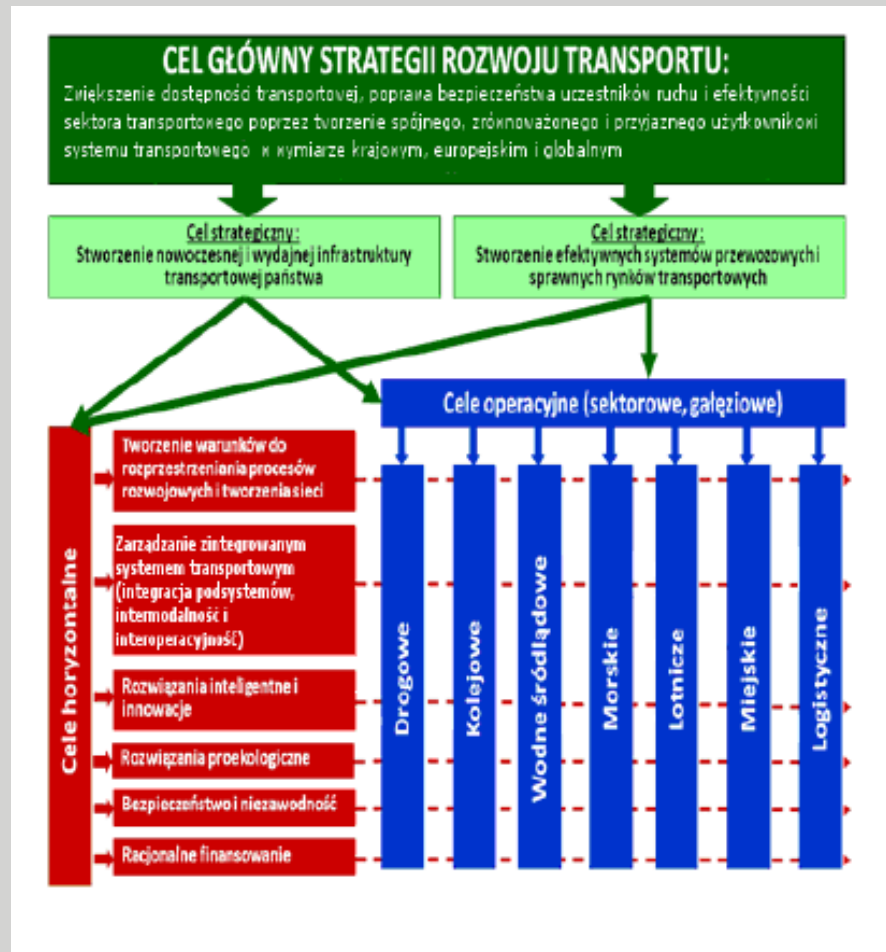 CEL GŁÓWNY STRATEGII ROZWOJU TRANSPORTU:
Zwiększenie dostępności transportowej, poprawa bezpieczeństwa uczestników ruchu i efektywności
sektora transportowego poprzez tworzenie spójnego, zrównoważonego i przyjaznego użytkownikowi
systemu transportowego w wymiarze krajowym, europejskim i globalnym
Cel strategiczny :
Stworzenie nowoczesnej i wydajnej infrastruktury
transportowej państwa
Cel strategiczny :
Stworzenie efektywnych systemów przewozowych i
sprawnych rynków transportowych
Cele operacyjne (sektorowe, gałęziowe)
Cele horyzontalne
Tworzenie warunków do
rozprzestrzeniania procesów
rozwojowych i tworzenia sieci
Zarządzanie zintegrowanym
systemem transportowym
(integracja podsystemów,
intermodalność i
interoperacyjność)
Rozwiązania inteligentne i
innowacje
Rozwiązania proekologiczne
Bezpieczeństwo i niezawodność
Racjonalne finansowanie
Drogowe
Kolejowe
Wodne śródlądowe
Morskie
Lotnicze
Miejskie
Logistyczne